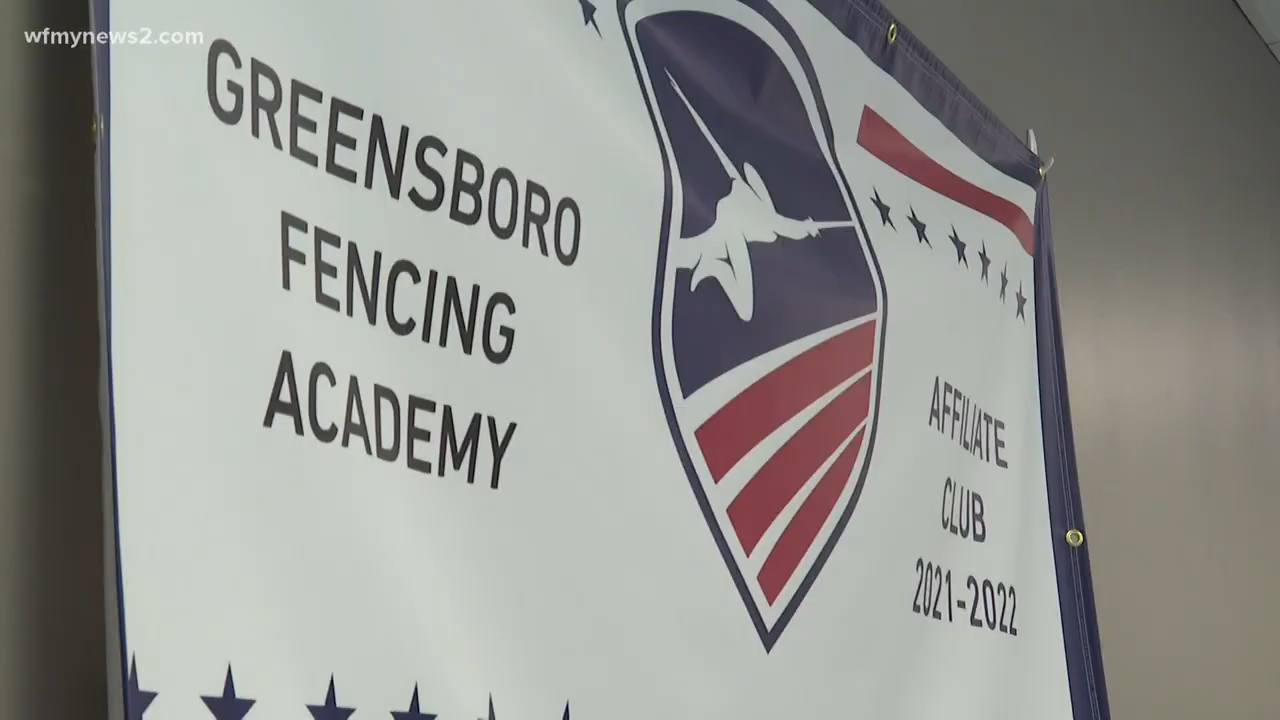 wfmynews2.com
GREENSBORO
FENCING
ACADEMY
AFFILIATE
CLUB
2021-2022